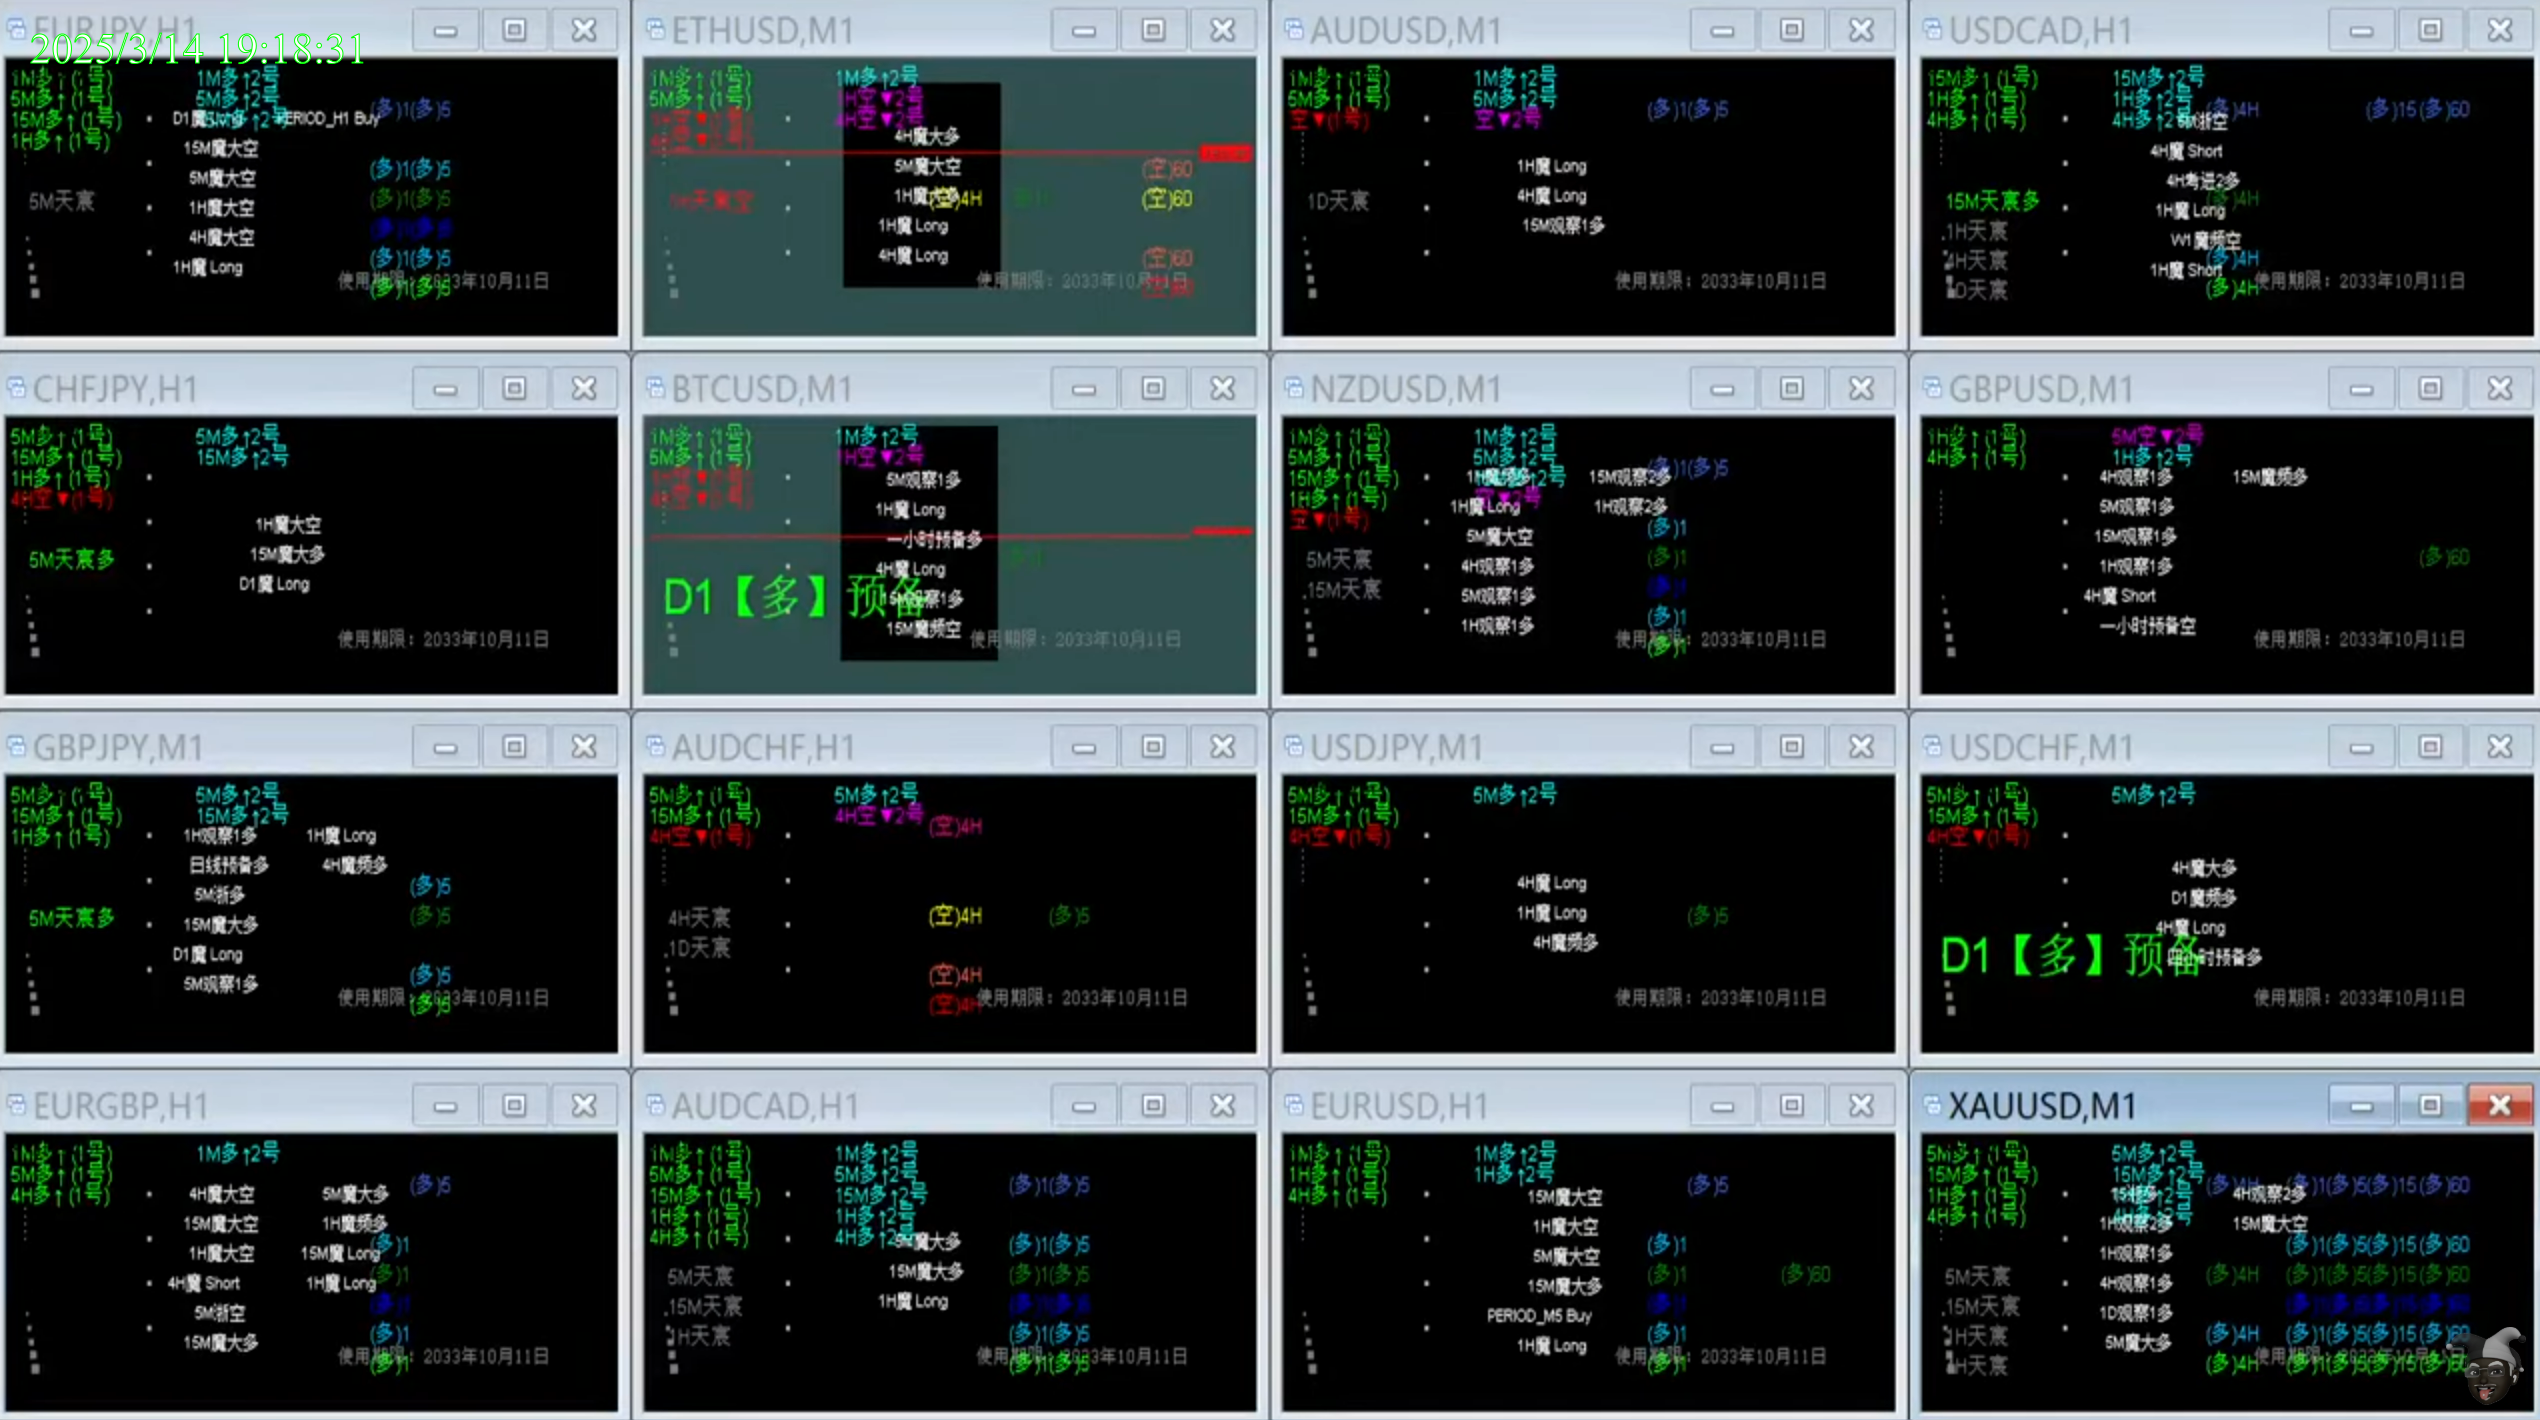 EURJPY,H1
2025/3/14 19:18:31
1M多↑(1号) 1M多↑2号
5M多↑(1号) 5M多↑2号 (多)1(多)5
15M多↑(1号) PERIOD_H1 Buy
1H多↑(1号)
15M魔大空
5M魔大空 (多)1(多)5
5M天宸 1H魔大空 (多)1(多)5
4H魔大空
1H魔 Long (多)1(多)5
使用期限：2033年10月11日
(多)1(多)5
ETHUSD,M1
1M多↑(1号) 1M多↑2号
5M多↑(1号) 1H空▼2号
4H空▼2号
4H魔大多
5M魔大空 (空)60
1H天宸空 (空)4H (空)60
1H魔 Long
4H魔 Long (空)60
使用期限：2033年10月11日
AUDUSD,M1
1M多↑(1号) 1M多↑2号
5M多↑(1号) 5M多↑2号 (多)1(多)5
空▼(1号) 空▼2号
1H魔 Long
1D天宸 4H魔 Long
15M观察1多
使用期限：2033年10月11日
USDCAD,H1
15M多↑(1号) 15M多↑2号
1H多↑(1号) 1H多↑2号 (多)4H (多)15(多)60
4H多↑(1号) 4H多↑2号
4H魔 Short
4H考进2多
15M天宸多 1H魔 Long (多)4H
1H天宸 W1魔频空
4H天宸 1H魔 Short (多)4H
D天宸 (多)4H
使用期限：2033年10月11日
CHFJPY,H1
5M多↑(1号) 5M多↑2号
15M多↑(1号) 15M多↑2号
1H多↑(1号)
4H空▼(1号)
1H魔大空
5M天宸多 15M魔大多
D1魔 Long
使用期限：2033年10月11日
BTCUSD,M1
1M多↑(1号) 1M多↑2号
5M多↑(1号) 1H空▼2号
1H空▼(1号) 5M观察1多
4H空▼(1号) 1H魔 Long
一小时预备多
4H魔 Long
D1【多】预备 15M观察1多
15M魔频空
使用期限：2033年10月11日
NZDUSD,M1
1M多↑(1号) 1M多↑2号
5M多↑(1号) 5M多↑2号 (多)1(多)5
15M多↑(1号) 15M观察2多
1H多↑(1号) 空▼2号
空▼(1号) 1H魔 Long 1H观察2多
5M魔大空 (多)1
5M天宸 4H观察1多 (多)1
15M天宸 5M观察1多
1H观察1多 (多)1
使用期限：2033年10月11日
(多)1
GBPUSD,M1
1H多↑(1号) 5M空▼2号
4H多↑(1号) 1H多↑2号
4H观察1多 15M魔频多
5M观察1多
15M观察1多
1H观察1多 (多)60
4H魔 Short
一小时预备空
使用期限：2033年10月11日
GBPJPY,M1
5M多↑(1号) 5M多↑2号
15M多↑(1号) 15M多↑2号
1H多↑(1号) 1H观察1多 1H魔 Long
日线预备多 4H魔频多
5M浙多 (多)5
5M天宸多 15M魔大多 (多)5
D1魔 Long
5M观察1多 (多)5
使用期限：2033年10月11日
(多)5
AUDCHF,H1
5M多↑(1号) 5M多↑2号
15M多↑(1号) 4H空▼2号 (空)4H
4H空▼(1号)
4H天宸 (空)4H (多)5
1D天宸
(空)4H
(空)4H
使用期限：2033年10月11日
USDJPY,M1
5M多↑(1号) 5M多↑2号
15M多↑(1号)
4H空▼(1号)
4H魔 Long
1H魔 Long (多)5
4H魔频多
使用期限：2033年10月11日
USDCHF,M1
5M多↑(1号) 5M多↑2号
15M多↑(1号)
4H空▼(1号)
4H魔大多
D1魔频多
4H魔 Long
D1【多】预备 四小时预备多
使用期限：2033年10月11日
EURGBP,H1
1M多↑(1号) 1M多↑2号
5M多↑(1号) (多)5
4H多↑(1号) 4H魔大空 5M魔大多
15M魔大空 1H魔频多
1H魔大空 15M魔 Long (多)1
4H魔 Short 1H魔 Long (多)1
5M浙空
15M魔大多 (多)1
使用期限：2033年10月11日
(多)1
AUDCAD,H1
1M多↑(1号) 1M多↑2号
5M多↑(1号) 5M多↑2号 (多)1(多)5
15M多↑(1号) 15M多↑2号
1H多↑(1号) 1H多↑2号
4H多↑(1号) 4H多↑2号 5M魔大多 (多)1(多)5
5M天宸 15M魔大多 (多)1(多)5
15M天宸 1H魔 Long
1H天宸 (多)1(多)5
使用期限：2033年10月11日
(多)1(多)5
EURUSD,H1
1M多↑(1号) 1M多↑2号
1H多↑(1号) 1H多↑2号 (多)5
4H多↑(1号) 15M魔大空
1H魔大空 (多)1
5M魔大空
15M魔大多 (多)1 (多)60
PERIOD_M5 Buy
1H魔 Long (多)1
使用期限：2033年10月11日
(多)1
XAUUSD,M1
5M多↑(1号) 5M多↑2号
15M多↑(1号) 15M多↑2号 (多)4H (多)1(多)5(多)15(多)60
1H多↑(1号) 4H观察2多
4H多↑(1号) 1H观察2多 15M魔大空
1H观察1多 (多)1(多)5(多)15(多)60
5M天宸 4H观察1多 (多)4H (多)1(多)5(多)15(多)60
15M天宸 1D观察1多
1H天宸 5M魔大多 (多)4H (多)1(多)5(多)15(多)60
4H天宸 (多)4H (多)1(多)5(多)15(多)60